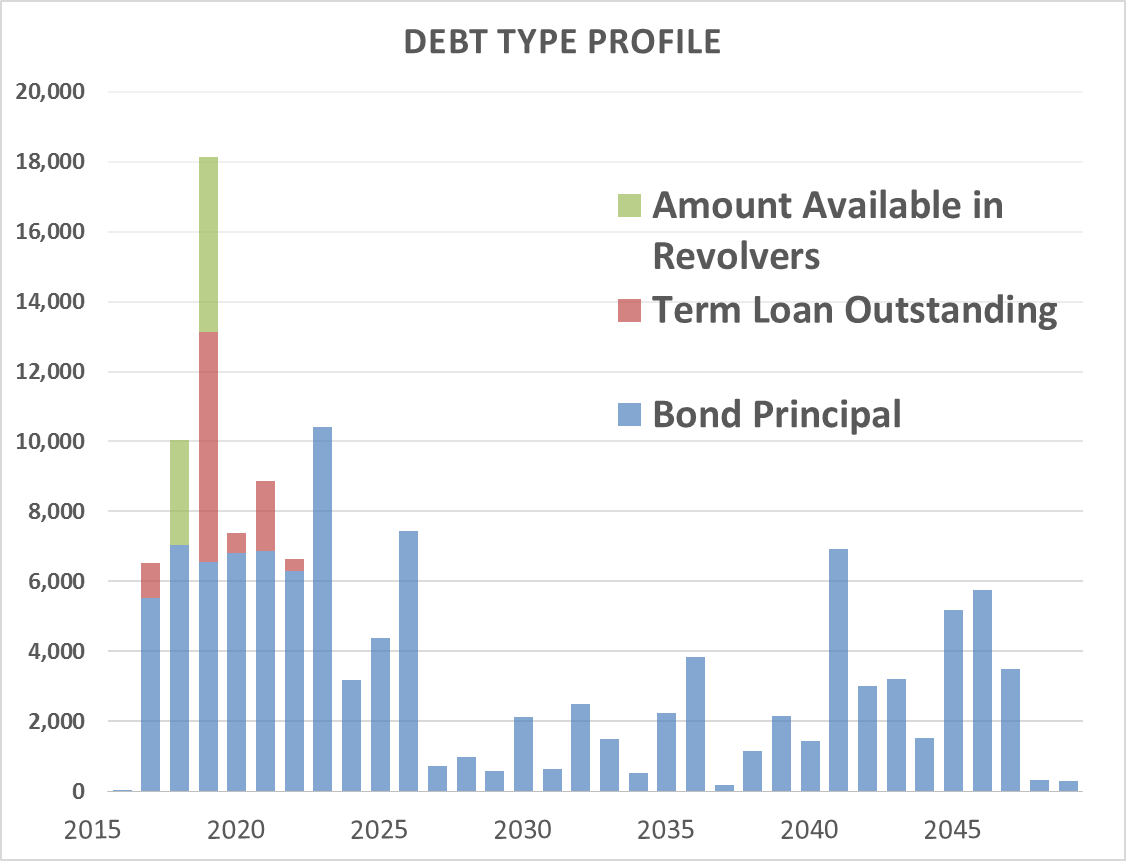 DEBT TYPE PROFILE
20,000
18,000
16,000
14,000
12,000
10,000
8,000
6,000
4,000
2,000
0
Amount Available in
Revolvers
Term Loan Outstanding
Bond Principal
2015 2020 2025 2030 2035 2040 2045